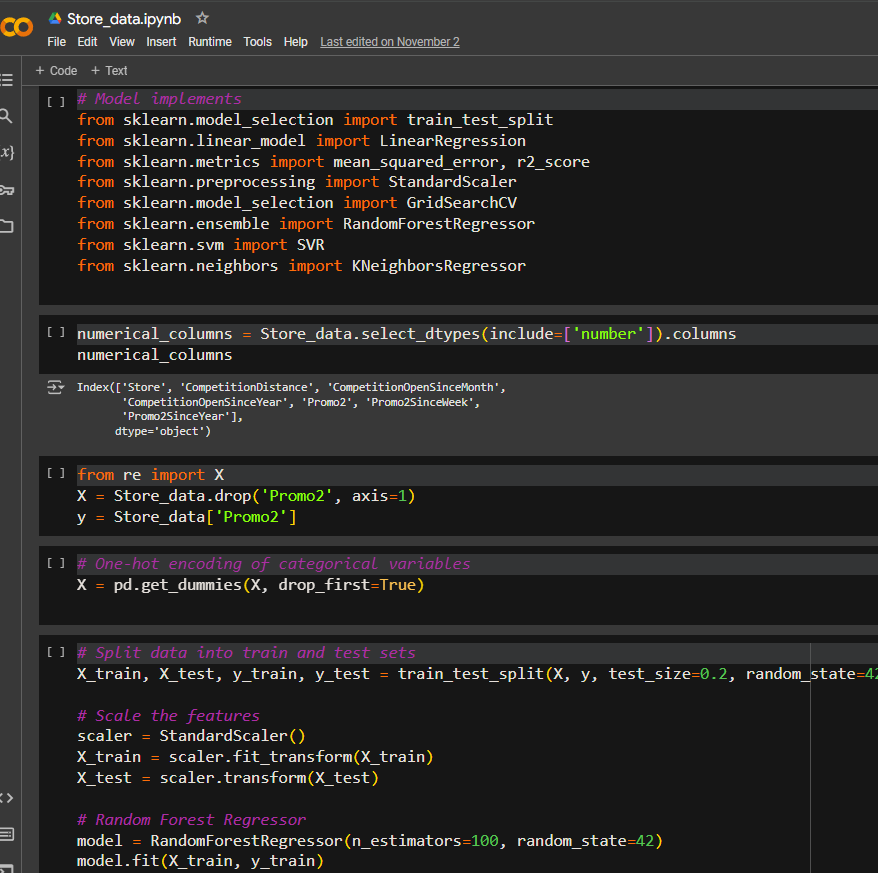 Store_data.ipynb
File Edit View Insert Runtime Tools Help Last edited on November 2
+ Code + Text
[ ] # Model implements
from sklearn.model_selection import train_test_split
from sklearn.linear_model import LinearRegression
from sklearn.metrics import mean_squared_error, r2_score
from sklearn.preprocessing import StandardScaler
from sklearn.model_selection import GridSearchCV
from sklearn.ensemble import RandomForestRegressor
from sklearn.svm import SVR
from sklearn.neighbors import KNeighborsRegressor
[ ] numerical_columns = Store_data.select_dtypes(include=['number']).columns
numerical_columns
Index(['Store', 'CompetitionDistance', 'CompetitionOpenSinceMonth',
'CompetitionOpenSinceYear', 'Promo2', 'Promo2SinceWeek',
'Promo2SinceYear'],
dtype='object')
[ ] from re import X
X = Store_data.drop('Promo2', axis=1)
y = Store_data['Promo2']
[ ] # One-hot encoding of categorical variables
X = pd.get_dummies(X, drop_first=True)
[ ] # Split data into train and test sets
X_train, X_test, y_train, y_test = train_test_split(X, y, test_size=0.2, random_state=42
# Scale the features
scaler = StandardScaler()
X_train = scaler.fit_transform(X_train)
X_test = scaler.transform(X_test)
# Random Forest Regressor
model = RandomForestRegressor(n_estimators=100, random_state=42)
model.fit(X_train, y_train)